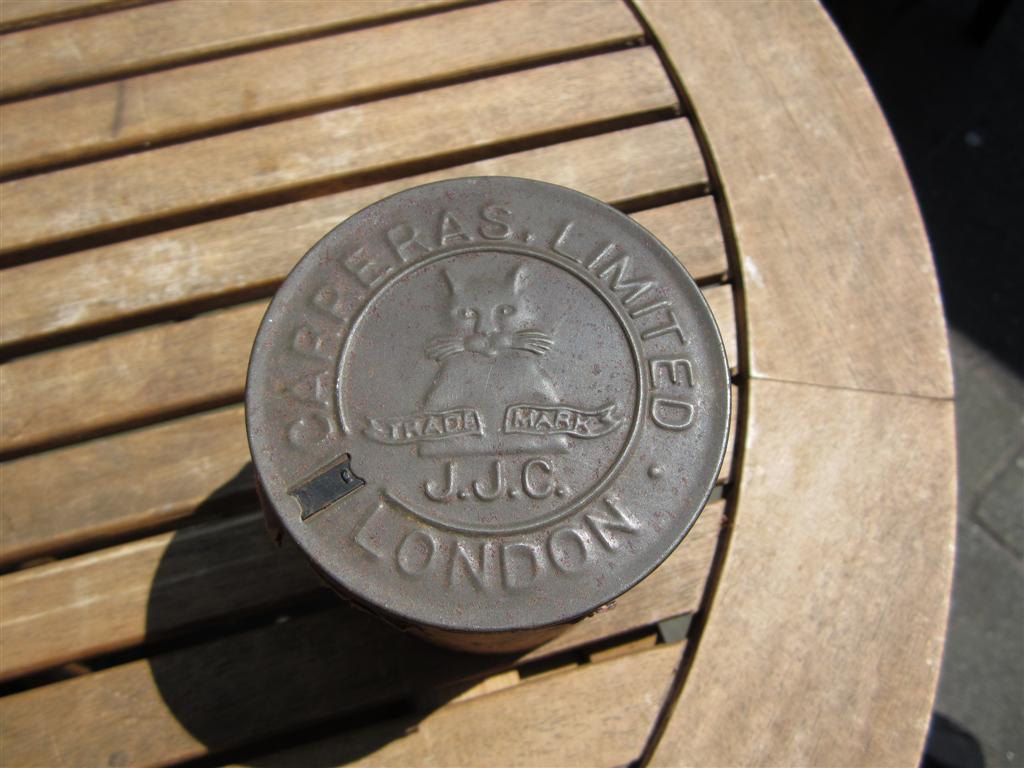 CARRERAS. LIMITED.
TRADE MARK
J.J.C.
LONDON